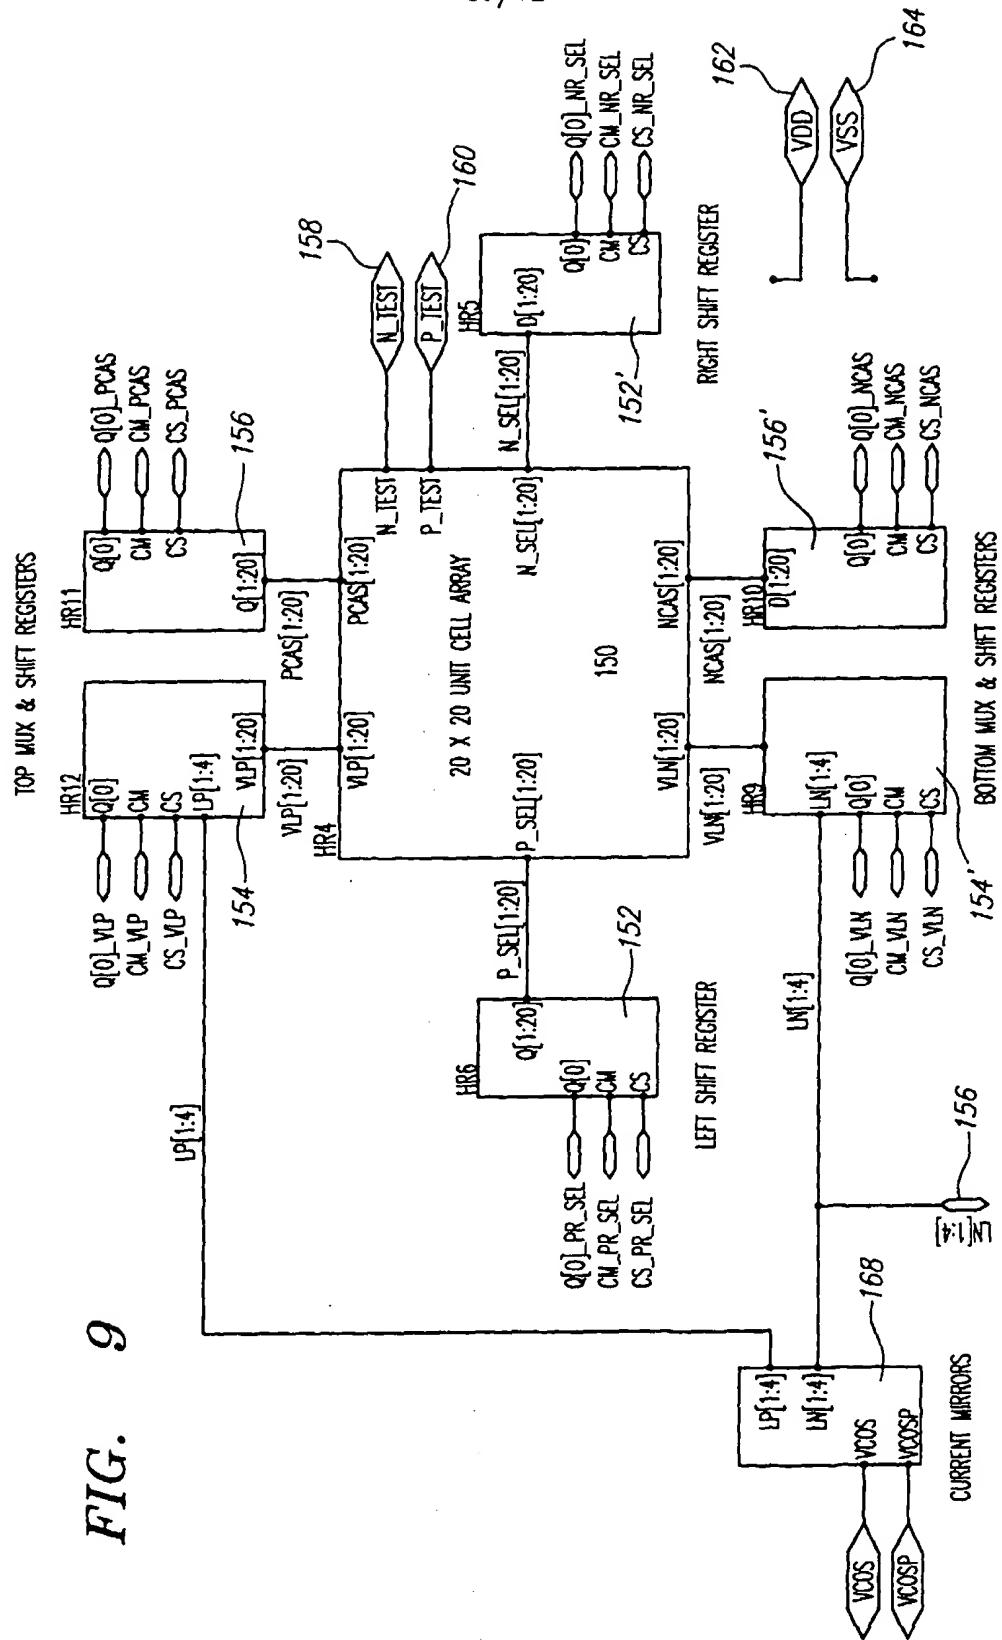 FIG. 9
TOP MUX & SHIFT REGISTERS
HR12
Q[0]_VLP
CM_VLP
CS_VLP
Q[0]
CM
CS
LP[1:4]
VLP[1:20]
154
VLP[1:20]
HR11
Q[0]
CM
CS
Q[1:20]
Q[0]_PCAS
CM_PCAS
CS_PCAS
156
PCAS[1:20]
LP[1:4]
HR4
VLP[1:20]
PCAS[1:20]
20 X 20 UNIT CELL ARRAY
150
P_SEL[1:20]
N_TEST
P_TEST
N_SEL[1:20]
VLN[1:20]
NCAS[1:20]
N_TEST
158
P_TEST
160
HR6
Q[1:20]
Q[0]
CM
CS
Q[0]_PR_SEL
CM_PR_SEL
CS_PR_SEL
P_SEL[1:20]
152
LEFT SHIFT REGISTER
N_SEL[1:20]
HR5
D[1:20]
Q[0]
CM
CS
Q[0]_NR_SEL
CM_NR_SEL
CS_NR_SEL
152'
RIGHT SHIFT REGISTER
VDD
162
VSS
164
VLN[1:20]
HR9
LN[1:4]
Q[0]
CM
CS
Q[0]_VLN
CM_VLN
CS_VLN
154'
NCAS[1:20]
HR10
D[1:20]
Q[0]
CM
CS
Q[0]_NCAS
CM_NCAS
CS_NCAS
156'
BOTTOM MUX & SHIFT REGISTERS
LN[1:4]
LN[1:4]
156
LP[1:4]
LN[1:4]
VCOS
VCOSP
168
VCOS
VCOSP
CURRENT MIRRORS